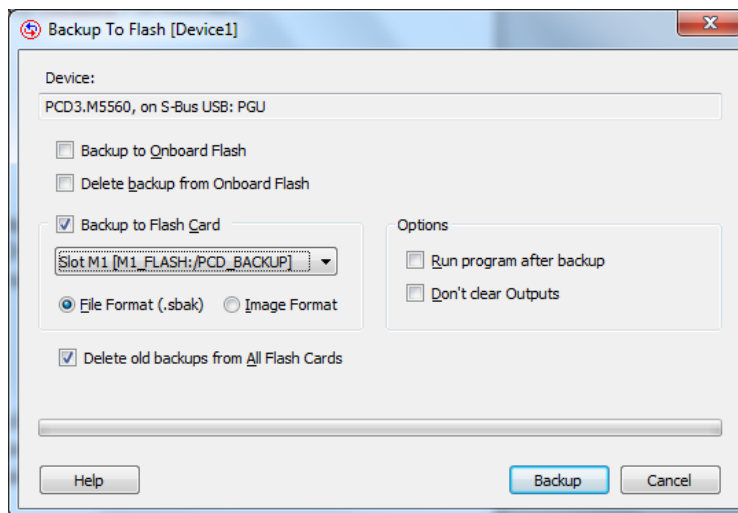 Backup To Flash [Device1]
Device:
PCD3.M5560, on S-Bus USB: PGU
Backup to Onboard Flash
Delete backup from Onboard Flash
Backup to Flash Card
Slot M1 [M1_FLASH:/PCD_BACKUP]
File Format (.sbak) Image Format
Options
Run program after backup
Don't clear Outputs
Delete old backups from All Flash Cards
Help Backup Cancel